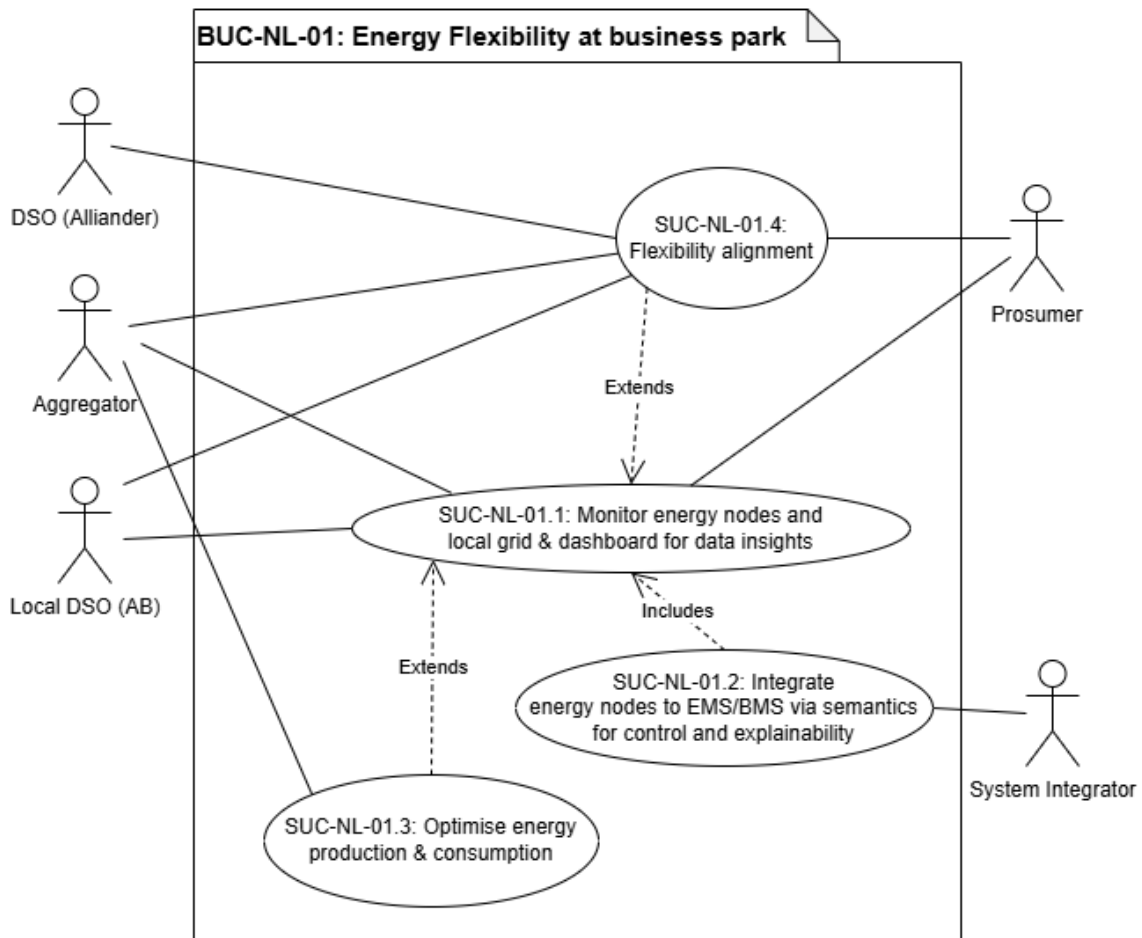 BUC-NL-01: Energy Flexibility at business park
DSO (Alliander)
SUC-NL-01.4:
Flexibility alignment
Prosumer
Aggregator
Extends
SUC-NL-01.1: Monitor energy nodes and
local grid & dashboard for data insights
Local DSO (AB)
Includes
Extends
SUC-NL-01.2: Integrate
energy nodes to EMS/BMS via semantics
for control and explainability
System Integrator
SUC-NL-01.3: Optimise energy
production & consumption